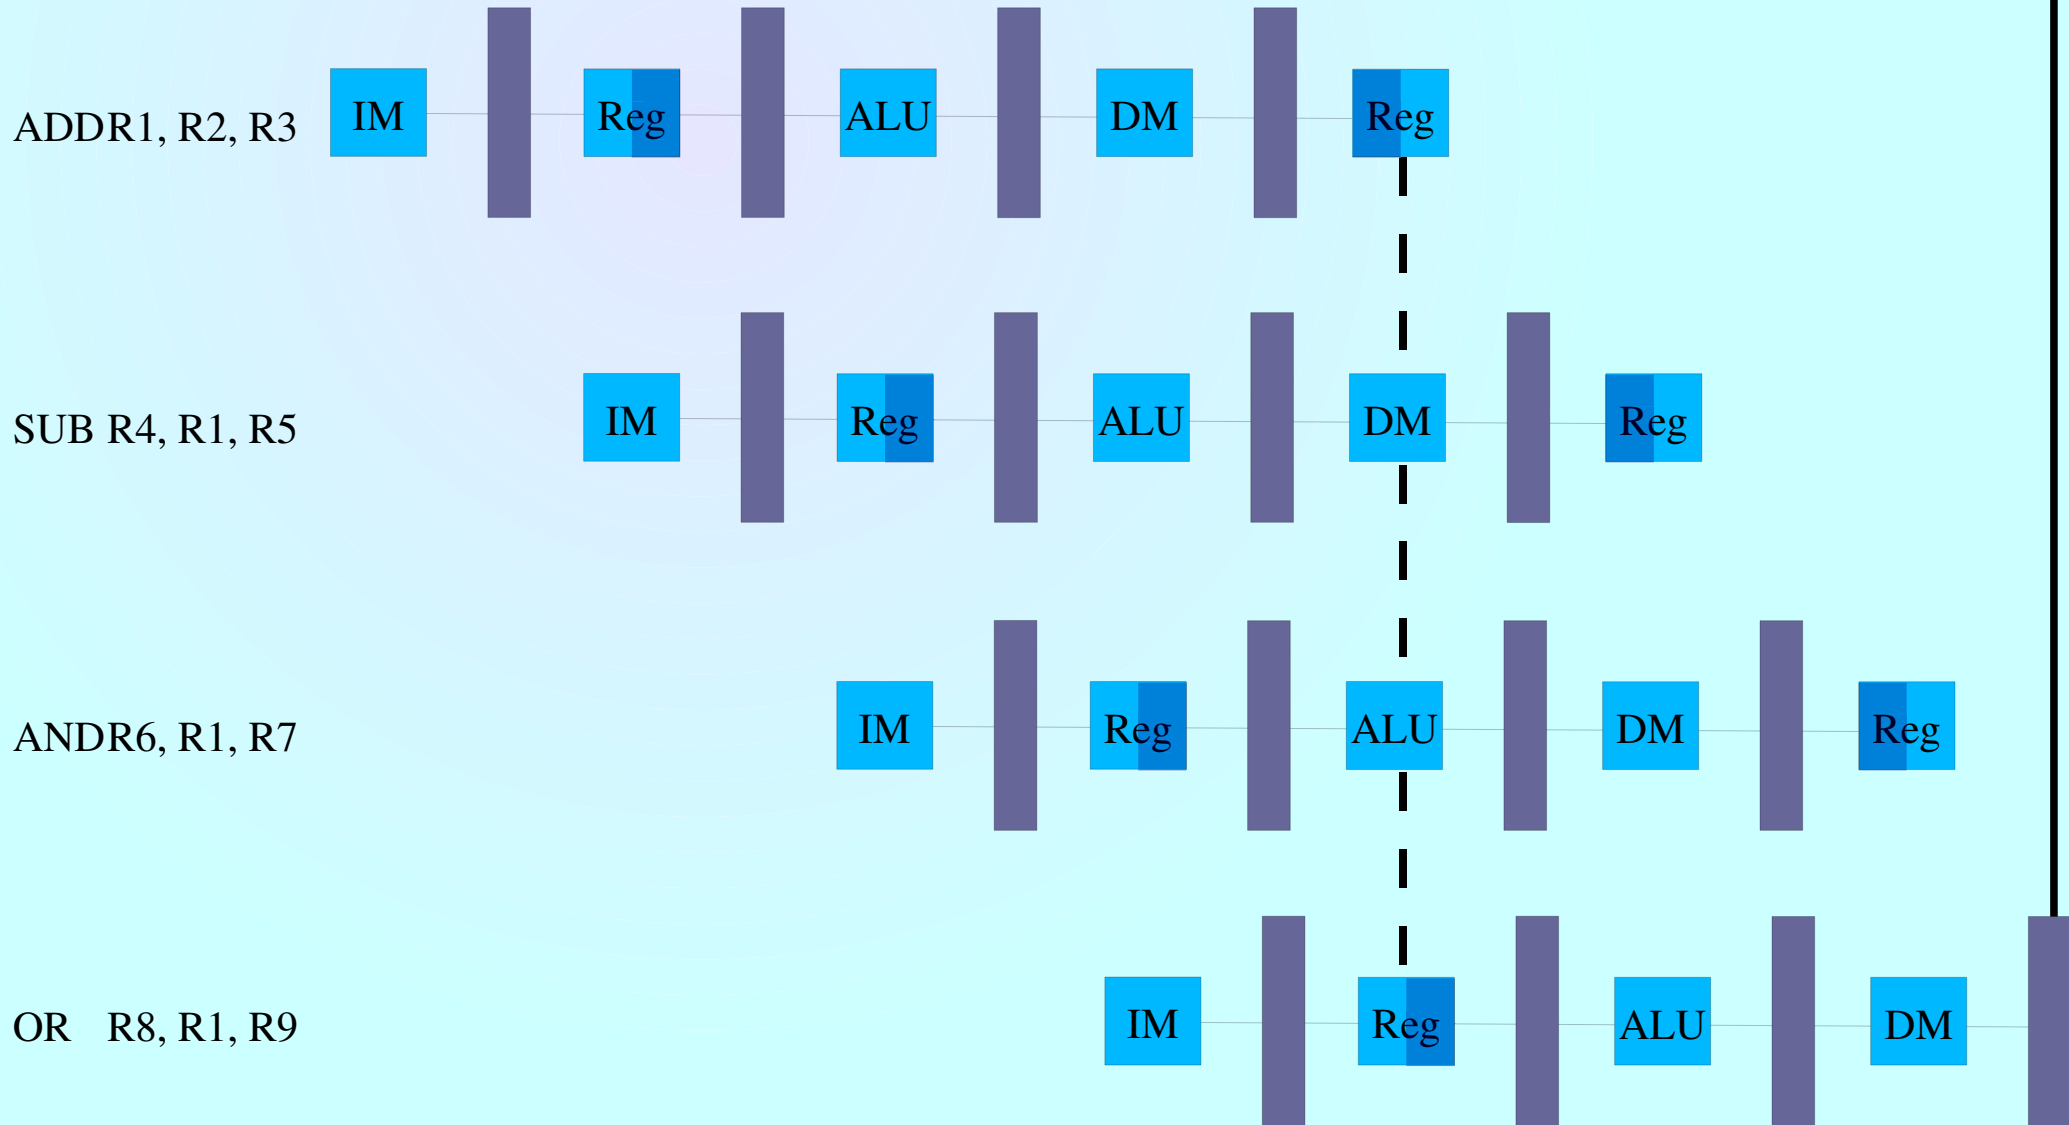 ADDR1, R2, R3 IM Reg ALU DM Reg
SUB R4, R1, R5 IM Reg ALU DM Reg
ANDR6, R1, R7 IM Reg ALU DM Reg
OR R8, R1, R9 IM Reg ALU DM